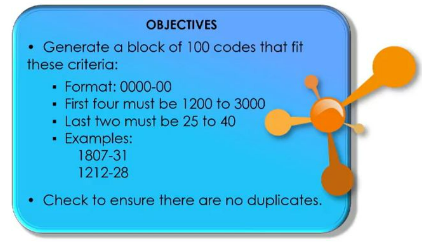 OBJECTIVES
• Generate a block of 100 codes that fit
these criteria:
▪ Format: 0000-00
▪ First four must be 1200 to 3000
▪ Last two must be 25 to 40
▪ Examples:
1807-31
1212-28
• Check to ensure there are no duplicates.